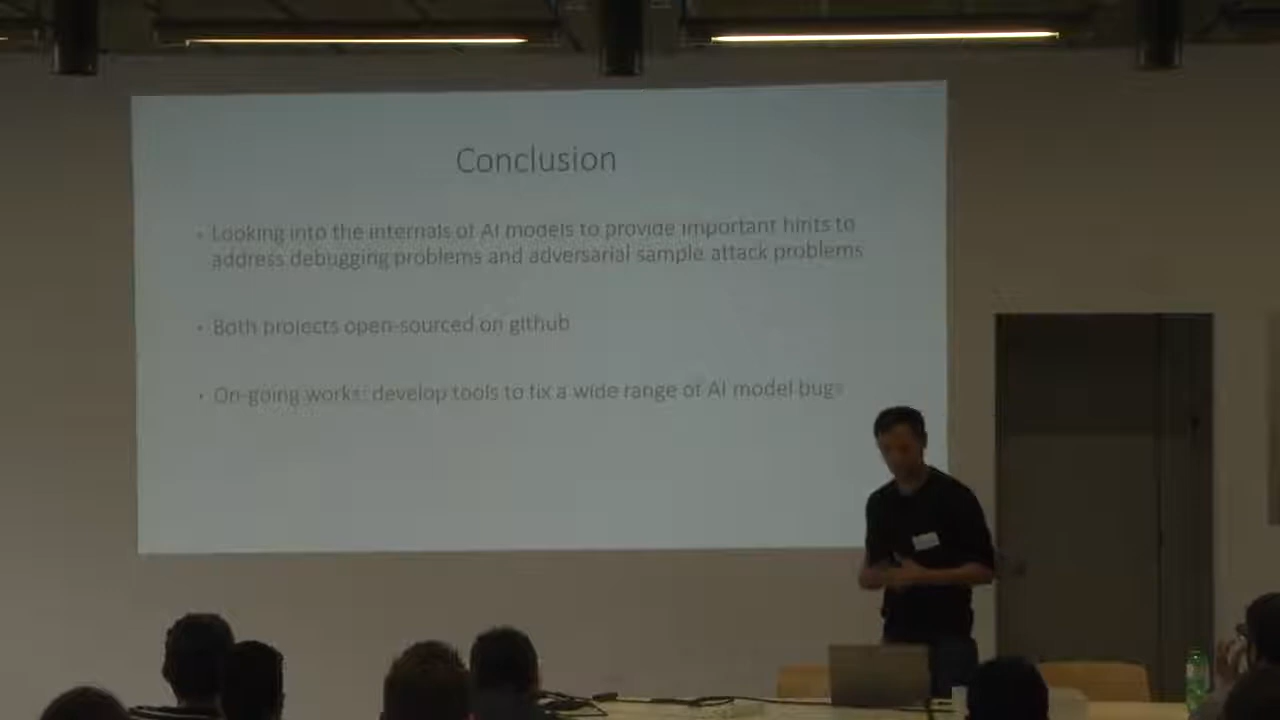 Conclusion
• Looking into the internals of AI models to provide important hints to
address debugging problems and adversarial sample attack problems
• Both projects open-sourced on github
• On-going works: develop tools to fix a wide range of AI model bugs